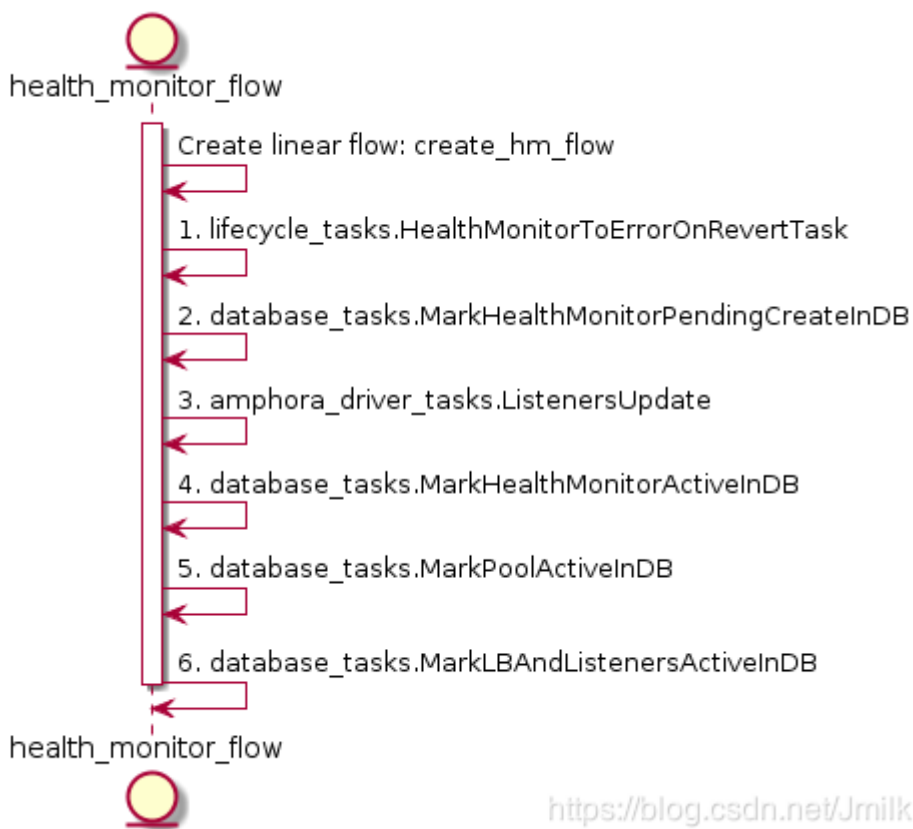 health_monitor_flow
Create linear flow: create_hm_flow
1. lifecycle_tasks.HealthMonitorToErrorOnRevertTask
2. database_tasks.MarkHealthMonitorPendingCreateInDB
3. amphora_driver_tasks.ListenersUpdate
4. database_tasks.MarkHealthMonitorActiveInDB
5. database_tasks.MarkPoolActiveInDB
6. database_tasks.MarkLBAndListenersActiveInDB
health_monitor_flow
https://blog.csdn.net/Jmilk